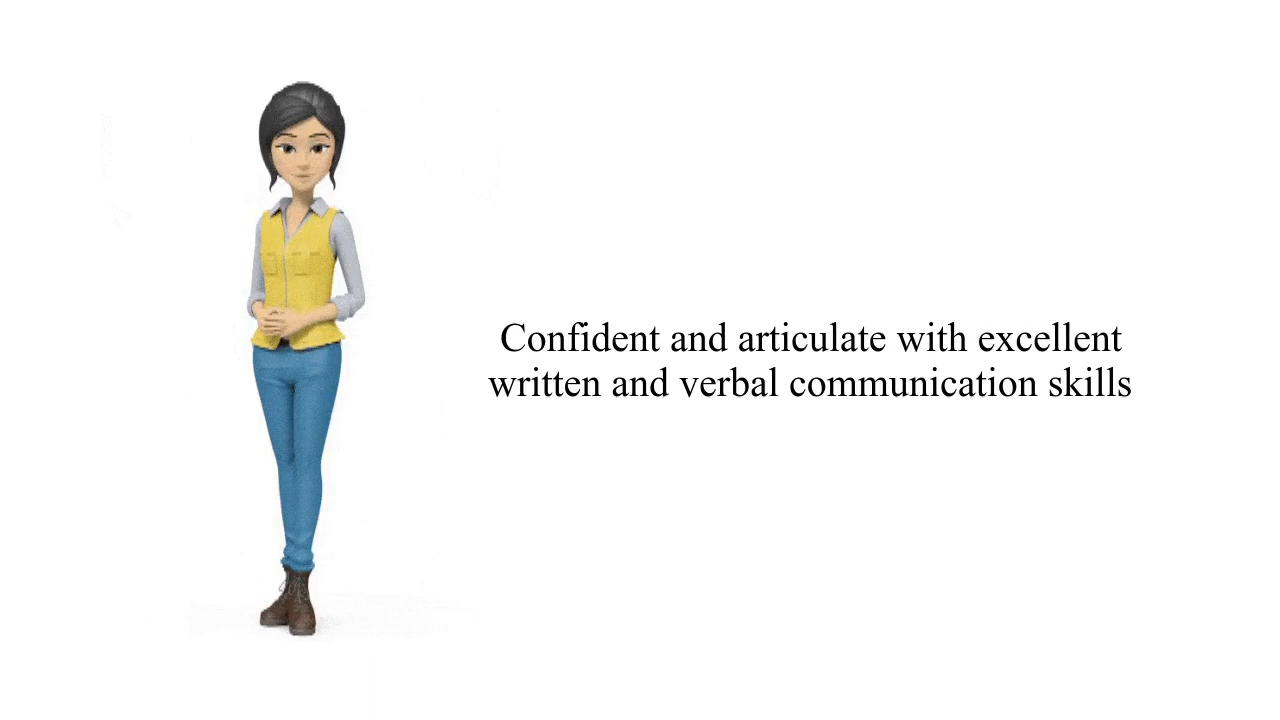 Confident and articulate with excellent
written and verbal communication skills